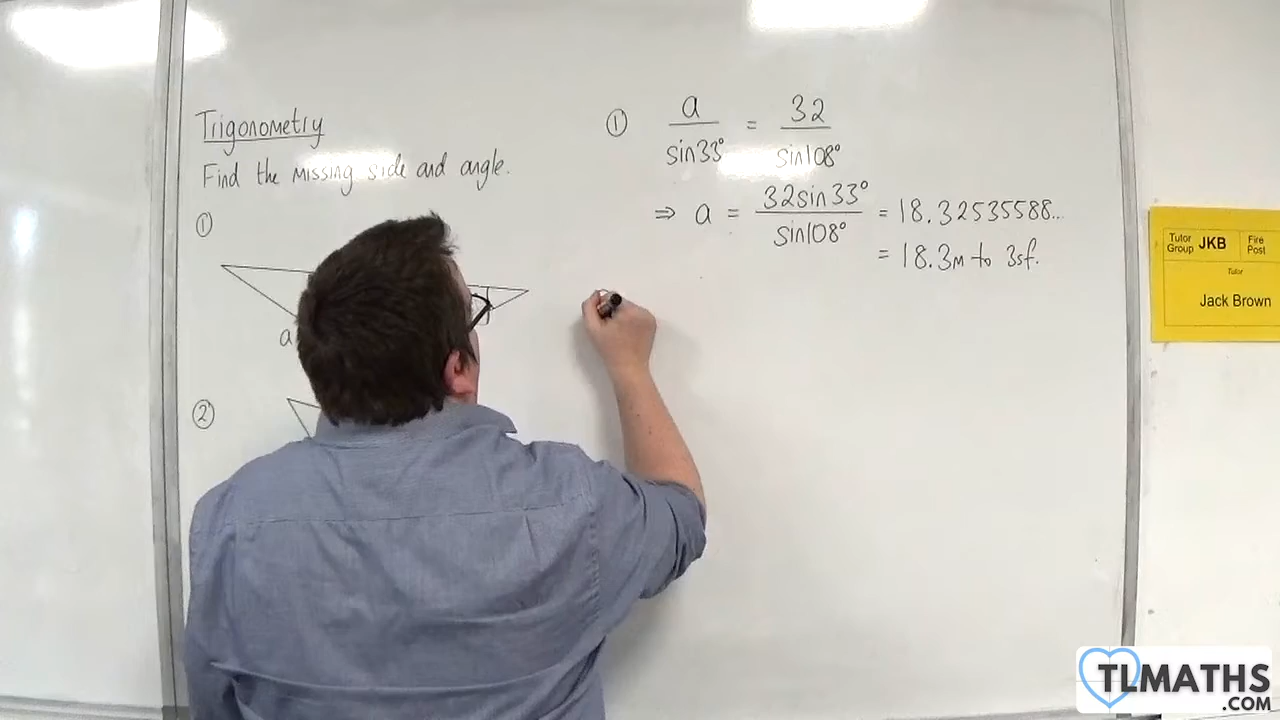 Trigonometry
Find the missing side and angle.
①
a
②
① a/sin33° = 32/sin108°
⇒ a = 32sin33°/sin108° = 18.32535588...
= 18.3m to 3sf.
Tutor Group JKB Fire Post
Tutor
Jack Brown
TLMATHS
.COM